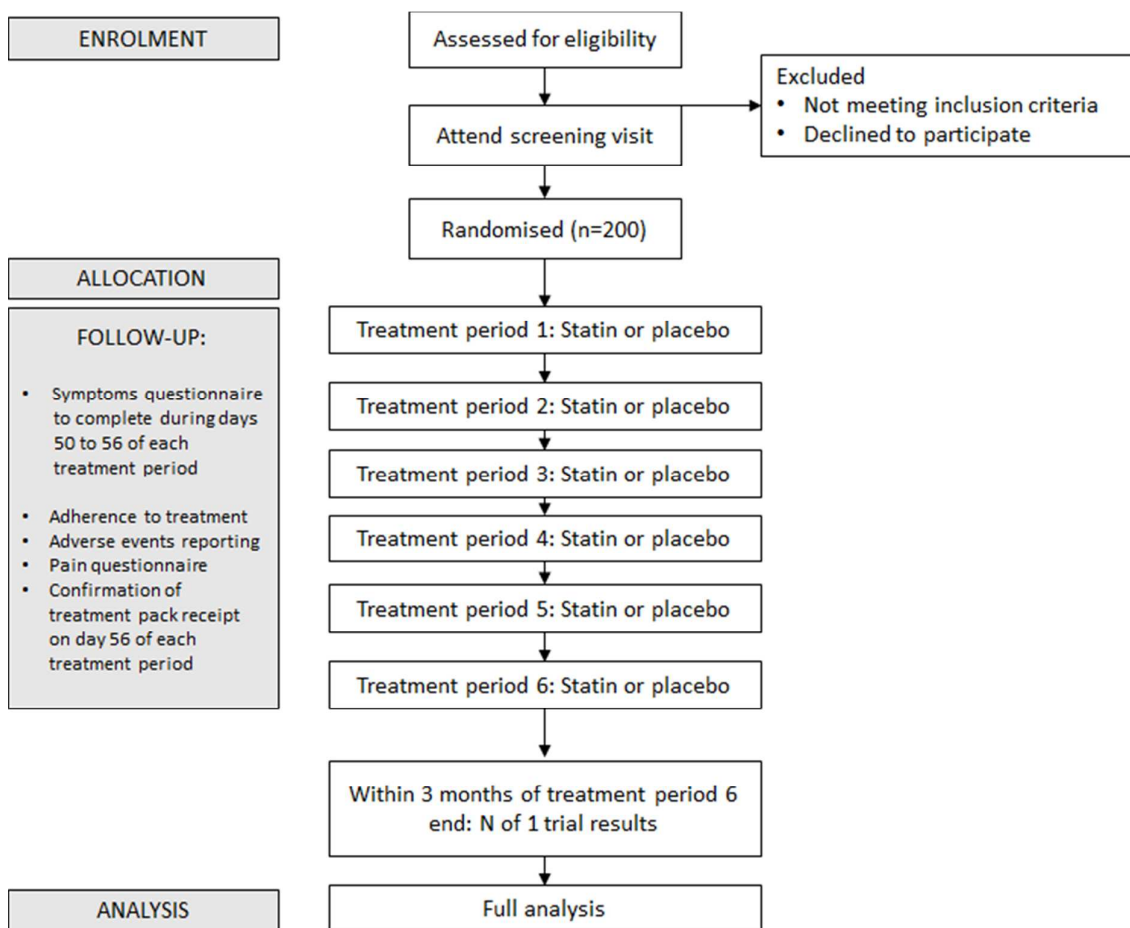 ENROLMENT
Assessed for eligibility
Excluded
• Not meeting inclusion criteria
• Declined to participate
Attend screening visit
Randomised (n=200)
ALLOCATION
FOLLOW-UP:
• Symptoms questionnaire
to complete during days
50 to 56 of each
treatment period
• Adherence to treatment
• Adverse events reporting
• Pain questionnaire
• Confirmation of
treatment pack receipt
on day 56 of each
treatment period
Treatment period 1: Statin or placebo
Treatment period 2: Statin or placebo
Treatment period 3: Statin or placebo
Treatment period 4: Statin or placebo
Treatment period 5: Statin or placebo
Treatment period 6: Statin or placebo
Within 3 months of treatment period 6
end: N of 1 trial results
ANALYSIS
Full analysis